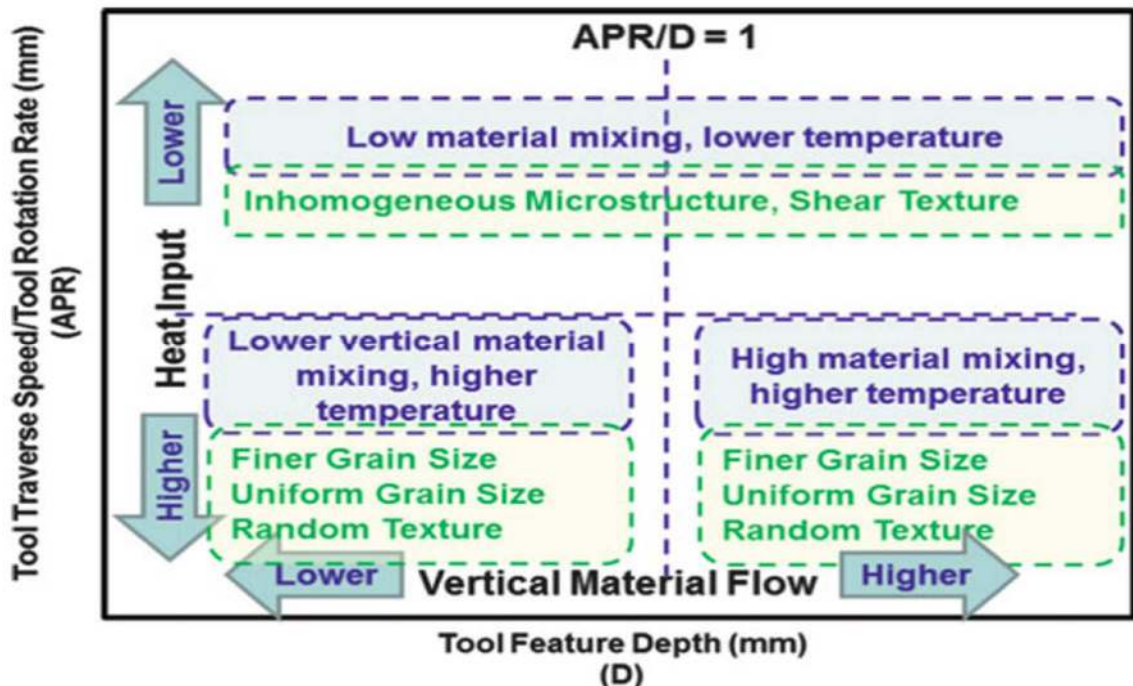 Tool Traverse Speed/Tool Rotation Rate (mm)
(APR)
APR/D = 1
Lower
Heat Input
Higher
Low material mixing, lower temperature
Inhomogeneous Microstructure, Shear Texture
Lower vertical material
mixing, higher
temperature
Finer Grain Size
Uniform Grain Size
Random Texture
High material mixing,
higher temperature
Finer Grain Size
Uniform Grain Size
Random Texture
Lower
Vertical Material Flow
Higher
Tool Feature Depth (mm)
(D)